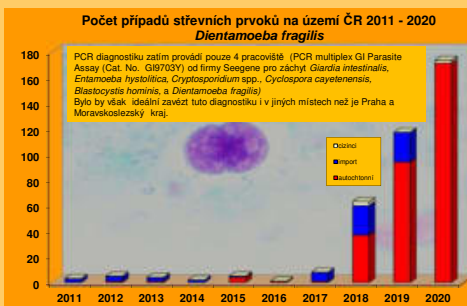 Počet případů střevních prvoků na území ČR 2011 - 2020
Dientamoeba fragilis
PCR diagnostiku zatím provádí pouze 4 pracoviště (PCR multiplex GI Parasite
Assay (Cat. No. GI9703Y) od firmy Seegene pro záchyt Giardia intestinalis,
Entamoeba hystolitica, Cryptosporidium spp., Cyclospora cayetenensis,
Blastocystis hominis, a Dientamoeba fragilis)
Bylo by však ideální zavézt tuto diagnostiku i v jiných místech než je Praha a
Moravskoslezský kraj.
cizinci
import
autochtonní
180
160
140
120
100
80
60
40
20
0
2011 2012 2013 2014 2015 2016 2017 2018 2019 2020